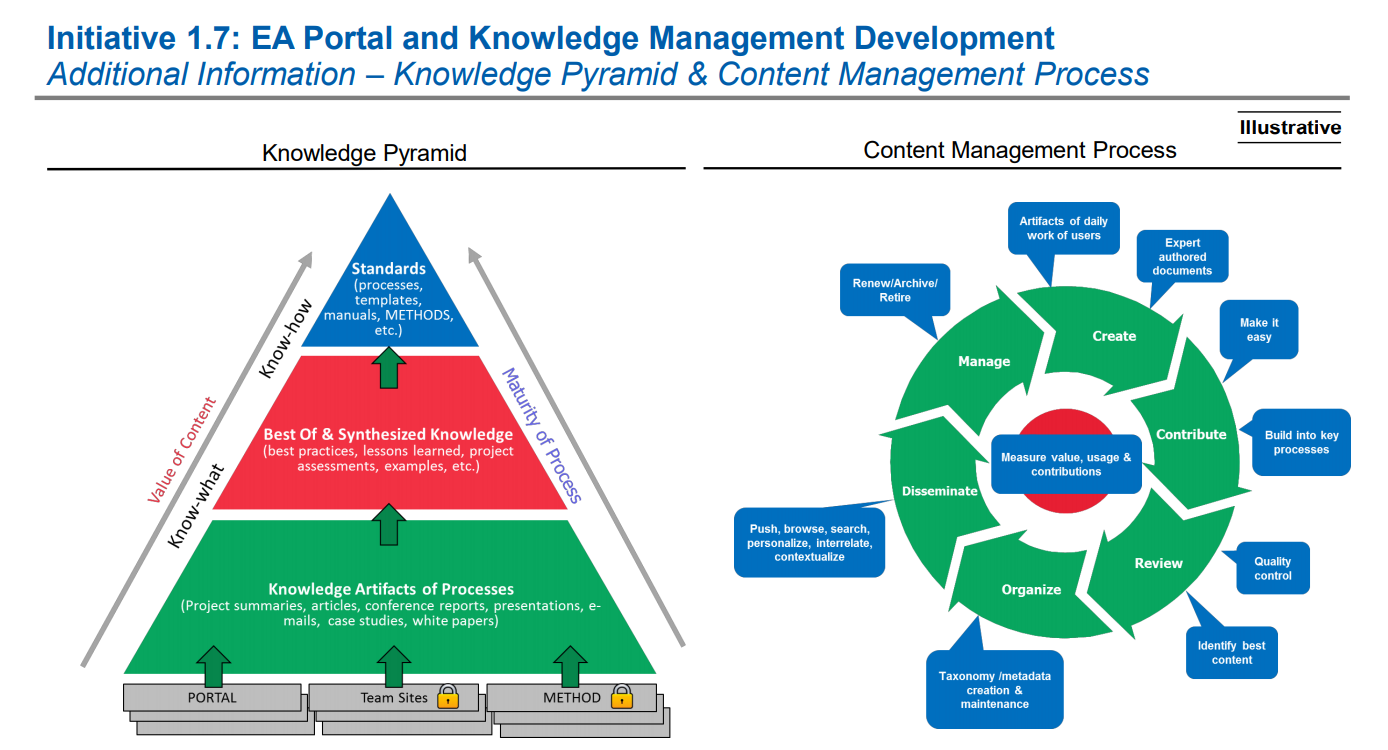 Initiative 1.7: EA Portal and Knowledge Management Development
Additional Information – Knowledge Pyramid & Content Management Process
Illustrative
Knowledge Pyramid
Standards
(processes,
templates,
manuals, METHODS,
etc.)
Know-how
Value of Content
Know-what
Maturity of Process
Best Of & Synthesized Knowledge
(best practices, lessons learned, project
assessments, examples, etc.)
Knowledge Artifacts of Processes
(Project summaries, articles, conference reports, presentations, e-
mails, case studies, white papers)
PORTAL
Team Sites
METHOD
Content Management Process
Artifacts of daily
work of users
Expert
authored
documents
Renew/Archive/
Retire
Make it
easy
Create
Manage
Contribute
Build into key
processes
Measure value, usage &
contributions
Disseminate
Push, browse, search,
personalize, interrelate,
contextualize
Review
Quality
control
Organize
Identify best
content
Taxonomy /metadata
creation &
maintenance